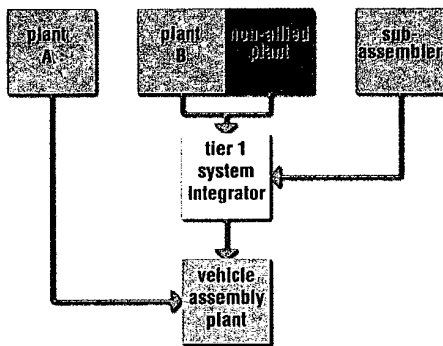 plant
A
plant
B
non-allied
plant
sub-
assembler
tier 1
system
Integrator
vehicle
assembly
plant